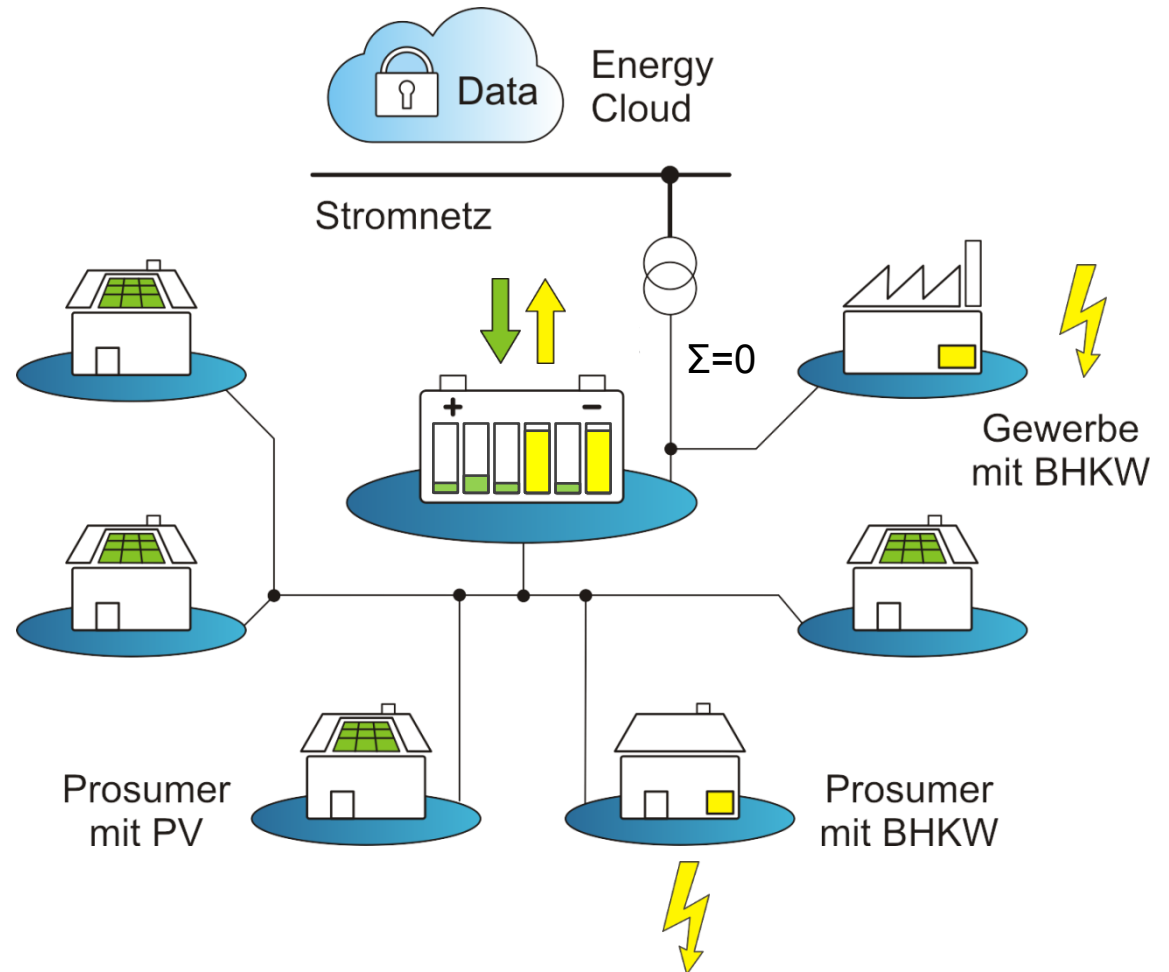 Data
Energy
Cloud
Stromnetz
Σ=0
+
−
Gewerbe
mit BHKW
Prosumer
mit PV
Prosumer
mit BHKW